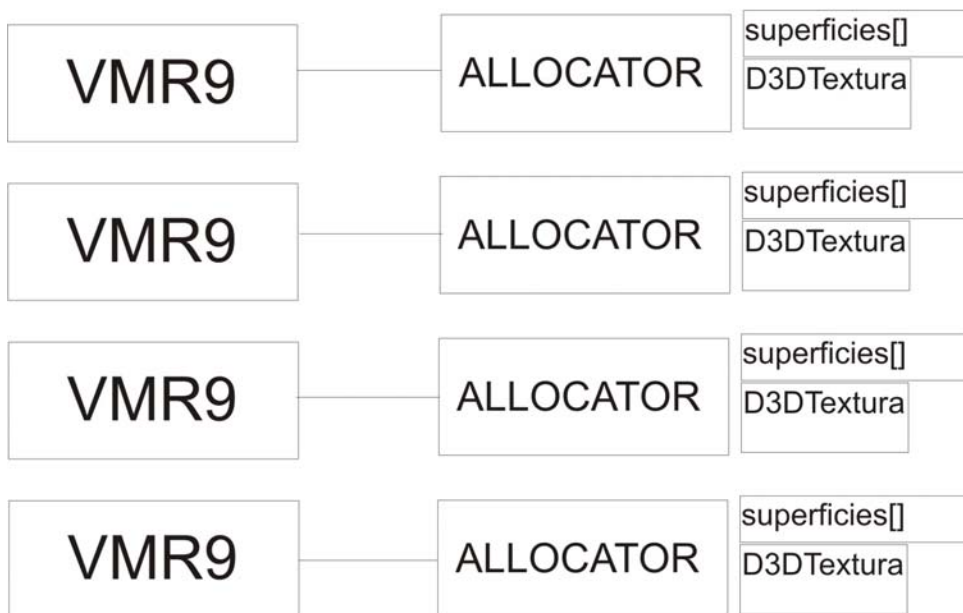 VMR9
ALLOCATOR
superficies[]
D3DTextura
VMR9
ALLOCATOR
superficies[]
D3DTextura
VMR9
ALLOCATOR
superficies[]
D3DTextura
VMR9
ALLOCATOR
superficies[]
D3DTextura